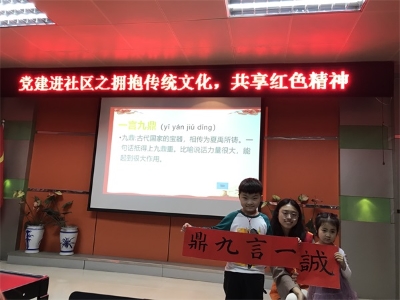 党建进社区之拥抱传统文化，共享红色精神
一言九鼎 (yī yán jiǔ dǐng)
九鼎:古代国家的宝器，相传为夏禹所铸。一
句话抵得上九鼎重。比喻说话力量很大，能
起到很大作用。
鼎九言一誠